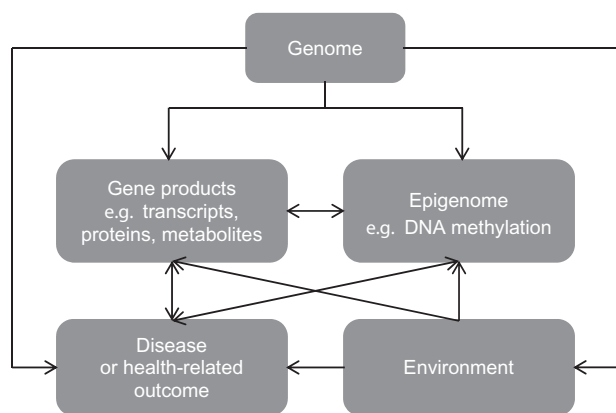 Genome
Gene products
e.g. transcripts,
proteins, metabolites
Epigenome
e.g. DNA methylation
Disease
or health-related
outcome
Environment